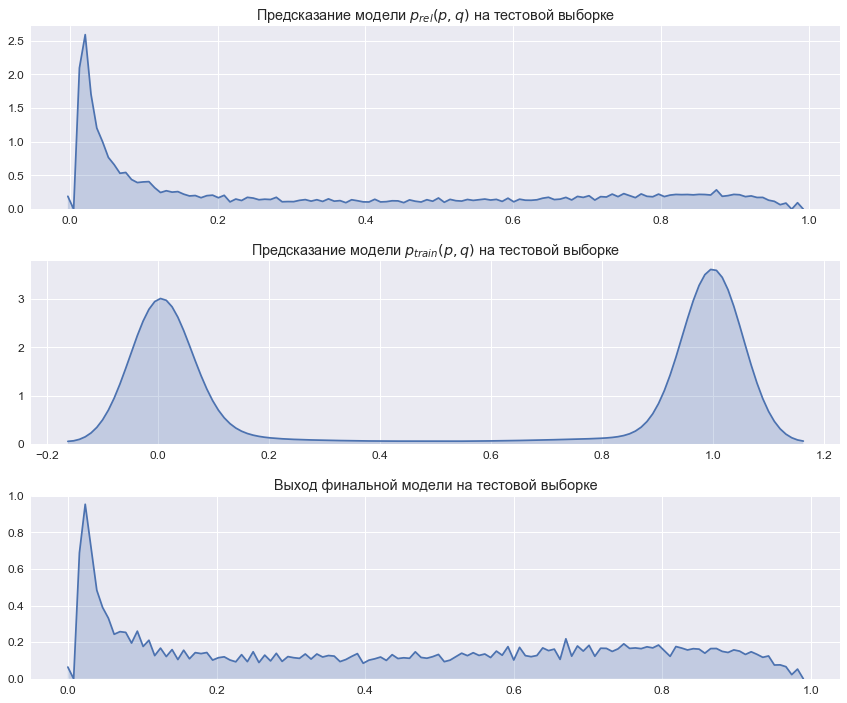 Предсказание модели p_rel(p, q) на тестовой выборке
2.5
2.0
1.5
1.0
0.5
0.0
0.0 0.2 0.4 0.6 0.8 1.0
Предсказание модели p_train(p, q) на тестовой выборке
3
2
1
0
−0.2 0.0 0.2 0.4 0.6 0.8 1.0 1.2
Выход финальной модели на тестовой выборке
1.0
0.8
0.6
0.4
0.2
0.0
0.0 0.2 0.4 0.6 0.8 1.0